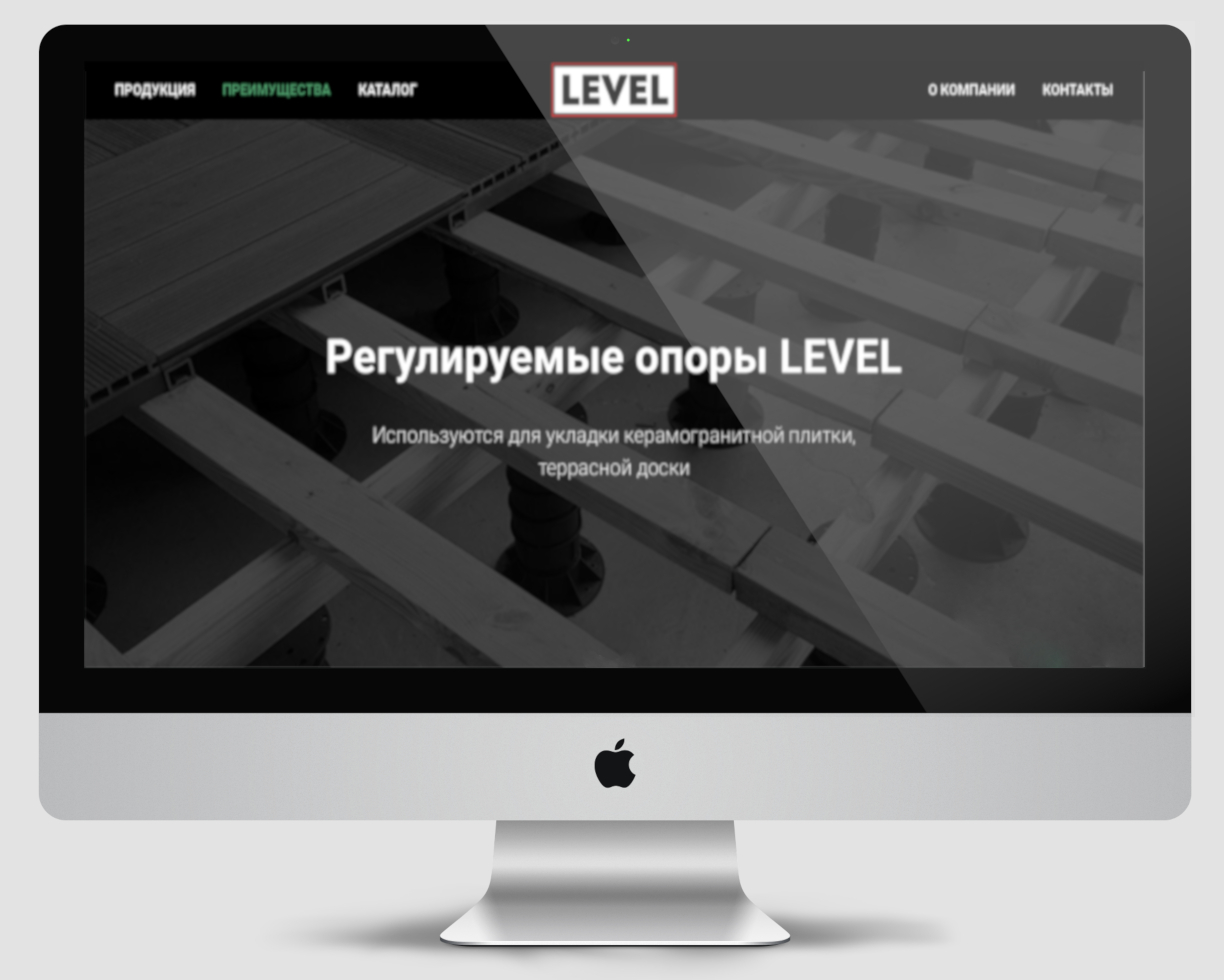 ПРОДУКЦИЯ ПРЕИМУЩЕСТВА КАТАЛОГ LEVEL О КОМПАНИИ КОНТАКТЫ
Регулируемые опоры LEVEL
Используются для укладки керамогранитной плитки,
террасной доски